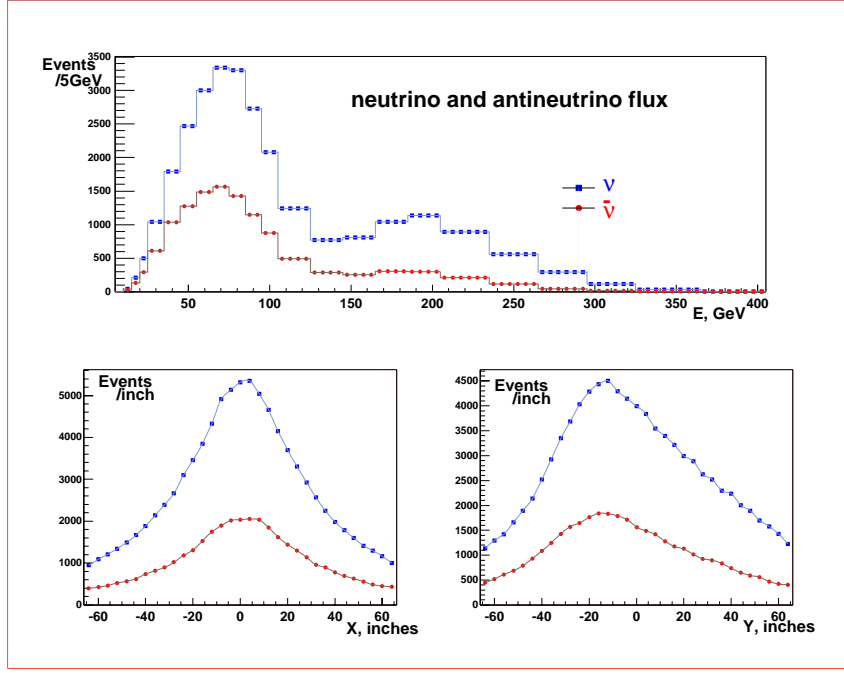 Events
/5GeV
3500
3000
2500
2000
1500
1000
500
0
neutrino and antineutrino flux
ν
ν̄
50 100 150 200 250 300 350 400
E, GeV
Events
/inch
5000
4000
3000
2000
1000
0
-60 -40 -20 0 20 40 60
X, inches
Events
/inch
4500
4000
3500
3000
2500
2000
1500
1000
500
0
-60 -40 -20 0 20 40 60
Y, inches